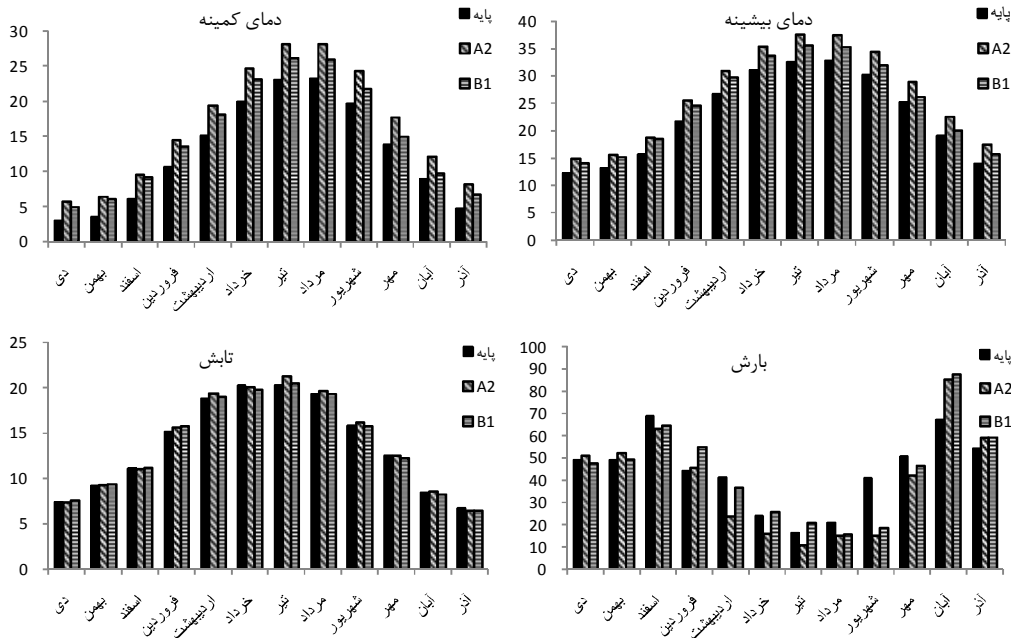 دمای کمینه
پایه
A2
B1
30
25
20
15
10
5
0
دی
بهمن
اسفند
فروردین
اردیبهشت
خرداد
تیر
مرداد
شهریور
مهر
آبان
آذر
دمای بیشینه
پایه
A2
B1
40
35
30
25
20
15
10
5
0
دی
بهمن
اسفند
فروردین
اردیبهشت
خرداد
تیر
مرداد
شهریور
مهر
آبان
آذر
تابش
پایه
A2
B1
25
20
15
10
5
0
دی
بهمن
اسفند
فروردین
اردیبهشت
خرداد
تیر
مرداد
شهریور
مهر
آبان
آذر
بارش
پایه
A2
B1
100
90
80
70
60
50
40
30
20
10
0
دی
بهمن
اسفند
فروردین
اردیبهشت
خرداد
تیر
مرداد
شهریور
مهر
آبان
آذر